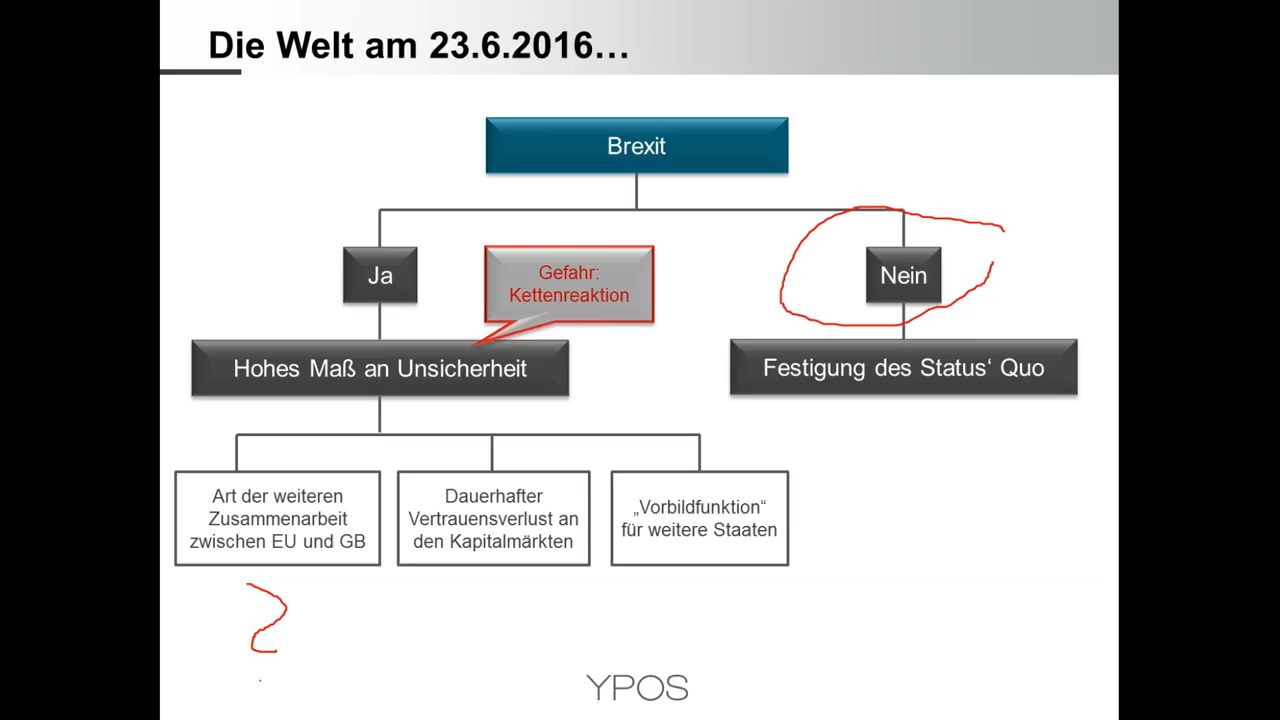 Die Welt am 23.6.2016…
Brexit
Ja
Gefahr:
Kettenreaktion
Nein
Hohes Maß an Unsicherheit
Festigung des Status‘ Quo
Art der weiteren
Zusammenarbeit
zwischen EU und GB
Dauerhafter
Vertrauensverlust an
den Kapitalmärkten
„Vorbildfunktion“
für weitere Staaten
?
YPOS